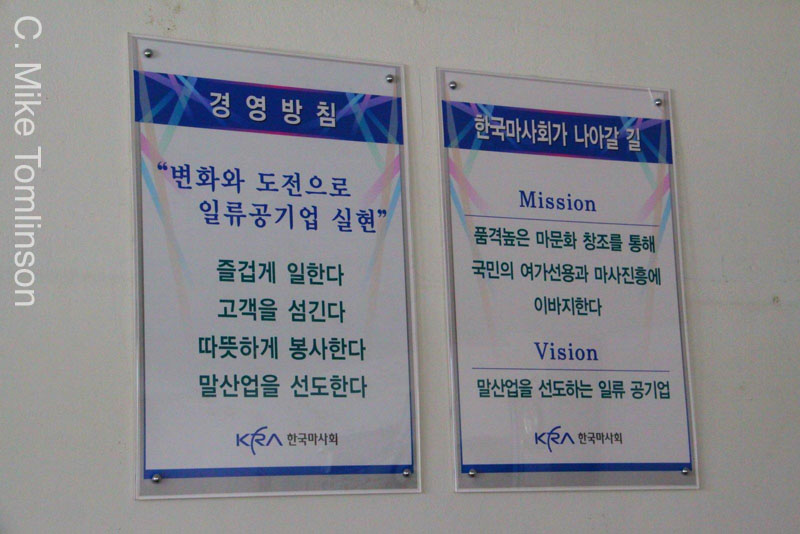 C. Mike Tomlinson
경영방침
“변화와 도전으로
일류공기업 실현”
즐겁게 일한다
고객을 섬긴다
따뜻하게 봉사한다
말산업을 선도한다
KRA 한국마사회
한국마사회가 나아갈 길
Mission
품격높은 마문화 창조를 통해
국민의 여가선용과 마사진흥에
이바지한다
Vision
말산업을 선도하는 일류 공기업
KRA 한국마사회